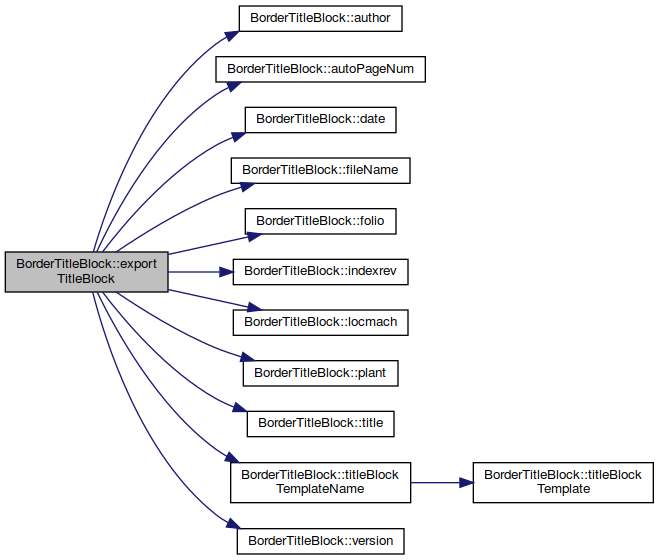 BorderTitleBlock::author
BorderTitleBlock::autoPageNum
BorderTitleBlock::date
BorderTitleBlock::fileName
BorderTitleBlock::folio
BorderTitleBlock::export
TitleBlock
BorderTitleBlock::indexrev
BorderTitleBlock::locmach
BorderTitleBlock::plant
BorderTitleBlock::title
BorderTitleBlock::titleBlock
TemplateName
BorderTitleBlock::titleBlock
Template
BorderTitleBlock::version